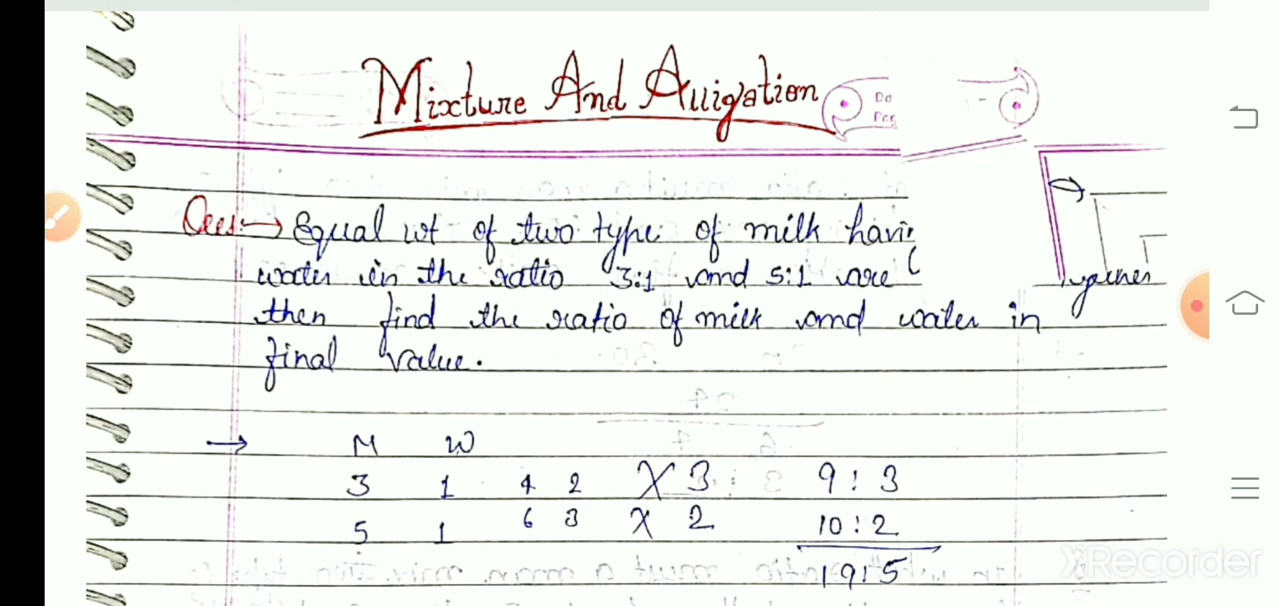 Mixture And Alligation
Ques:→ Equal wt of two type of milk
water in the ratio 3:1 and 5:1 are
then find the ratio of milk and water in
final value.
→ M W
3 1 4 2 X 3 9 : 3
5 1 6 3 X 2 10 : 2
19:5
XRecorder